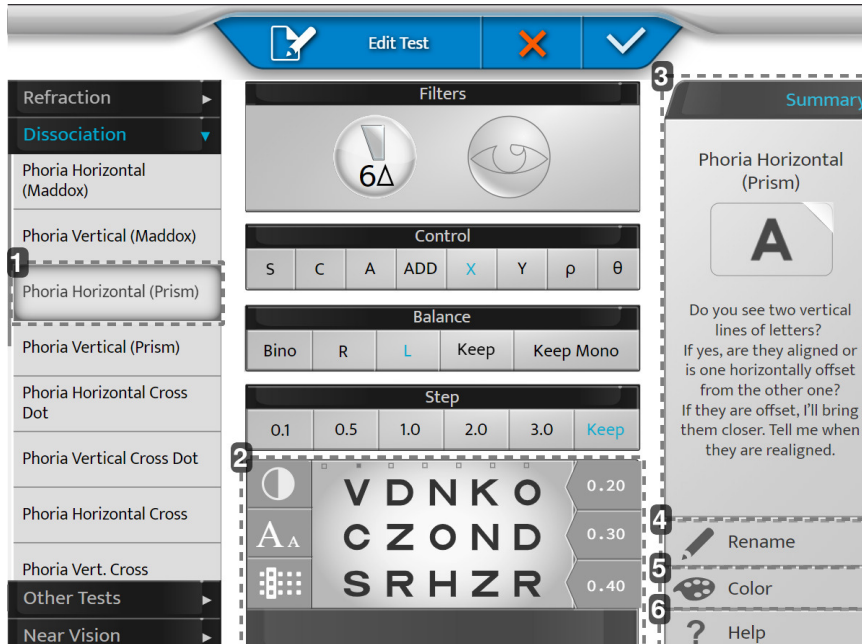 Edit Test
3
Refraction
Dissociation
Phoria Horizontal
(Maddox)
Phoria Vertical (Maddox)
1
Phoria Horizontal (Prism)
Phoria Vertical (Prism)
Phoria Horizontal Cross
Dot
Phoria Vertical Cross Dot
Phoria Horizontal Cross
Phoria Vert. Cross
Other Tests
Near Vision
Filters
6Δ
Control
S C A ADD X Y ρ θ
Balance
Bino R L Keep Keep Mono
Step
0.1 0.5 1.0 2.0 3.0 Keep
2
V D N K O 0.20
A A C Z O N D 0.30
S R H Z R 0.40
Summary
Phoria Horizontal
(Prism)
A
Do you see two vertical
lines of letters?
If yes, are they aligned or
is one horizontally offset
from the other one?
If they are offset, I'll bring
them closer. Tell me when
they are realigned.
4
Rename
5
Color
6
? Help